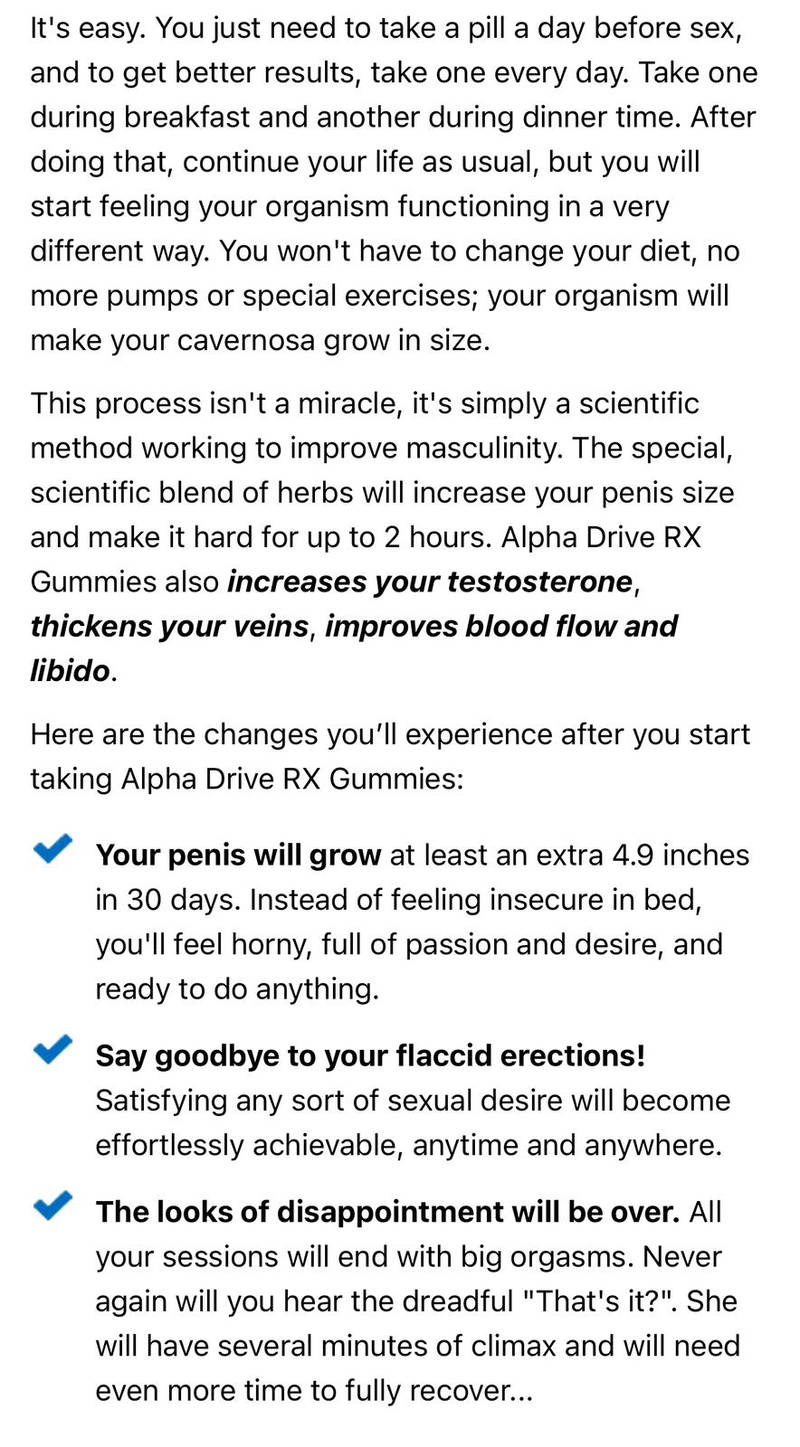 It's easy. You just need to take a pill a day before sex,
and to get better results, take one every day. Take one
during breakfast and another during dinner time. After
doing that, continue your life as usual, but you will
start feeling your organism functioning in a very
different way. You won't have to change your diet, no
more pumps or special exercises; your organism will
make your cavernosa grow in size.
This process isn't a miracle, it's simply a scientific
method working to improve masculinity. The special,
scientific blend of herbs will increase your penis size
and make it hard for up to 2 hours. Alpha Drive RX
Gummies also increases your testosterone,
thickens your veins, improves blood flow and
libido.
Here are the changes you’ll experience after you start
taking Alpha Drive RX Gummies:
Your penis will grow at least an extra 4.9 inches
in 30 days. Instead of feeling insecure in bed,
you'll feel horny, full of passion and desire, and
ready to do anything.
Say goodbye to your flaccid erections!
Satisfying any sort of sexual desire will become
effortlessly achievable, anytime and anywhere.
The looks of disappointment will be over. All
your sessions will end with big orgasms. Never
again will you hear the dreadful "That's it?". She
will have several minutes of climax and will need
even more time to fully recover...